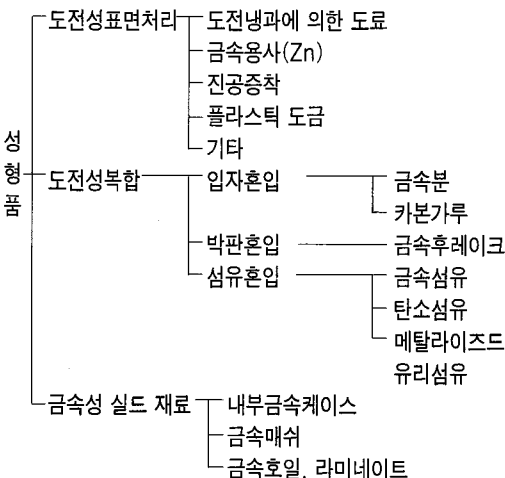 도전성표면처리 도전냉과에 의한 도료
금속용사(Zn)
진공증착
플라스틱 도금
기타
성형품
도전성복합 입자혼입 금속분
카본가루
박판혼입 금속후레이크
섬유혼입 금속섬유
탄소섬유
메탈라이즈드
유리섬유
금속성 실드 재료 내부금속케이스
금속매쉬
금속호일, 라미네이트